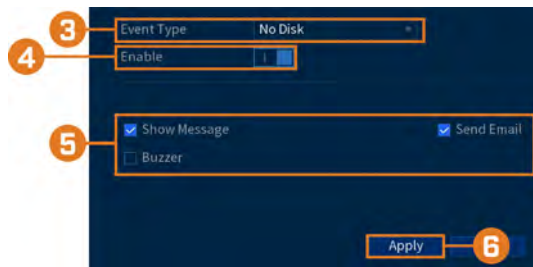 3 Event Type No Disk
4 Enable
5 Show Message Send Email
Buzzer
Apply 6